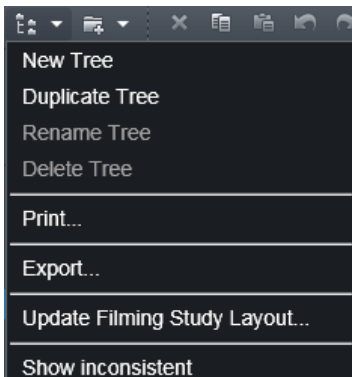 New Tree
Duplicate Tree
Rename Tree
Delete Tree
Print...
Export...
Update Filming Study Layout...
Show inconsistent